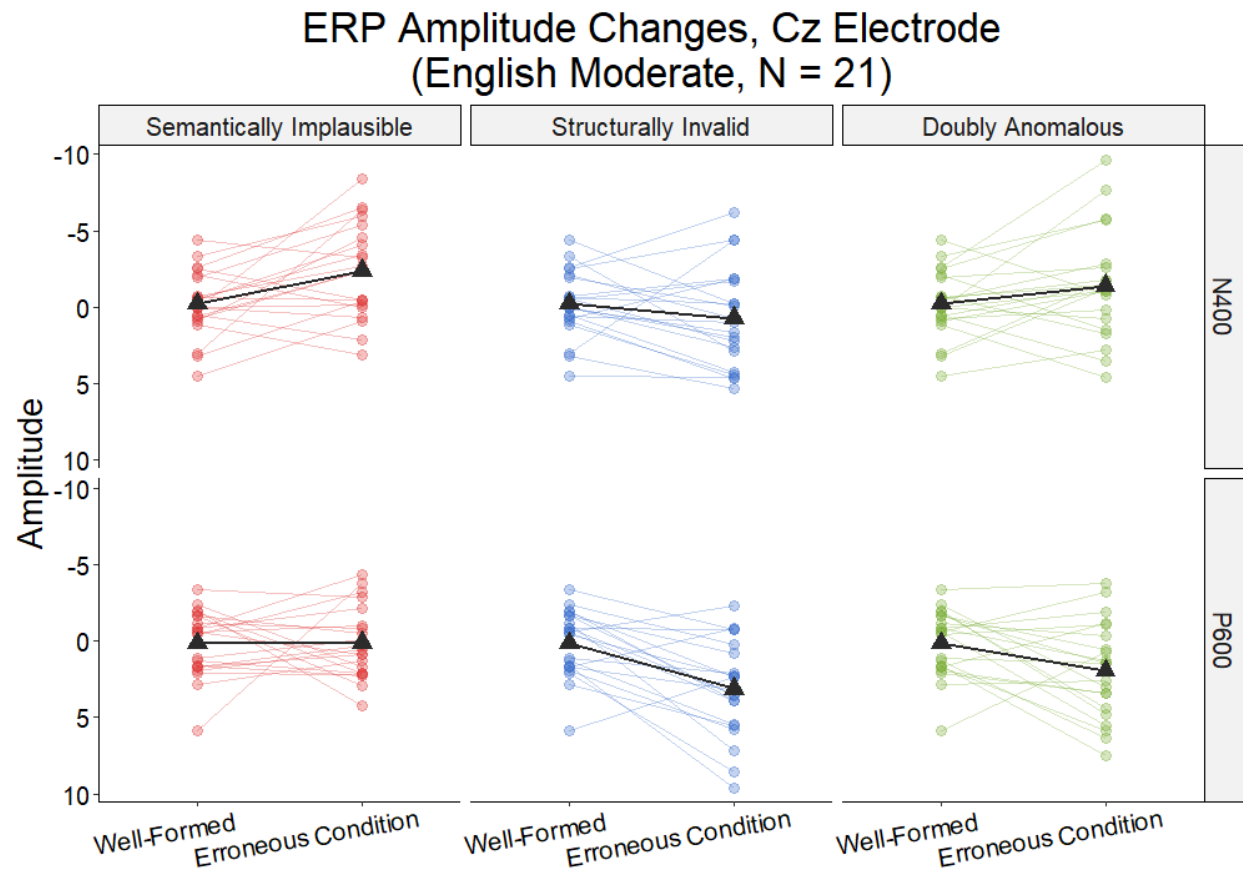 ERP Amplitude Changes, Cz Electrode
(English Moderate, N = 21)
Semantically Implausible
Structurally Invalid
Doubly Anomalous
-10
-5
0
5
10
N400
Amplitude
-10
-5
0
5
10
P600
Well-Formed
Erroneous Condition
Well-Formed
Erroneous Condition
Well-Formed
Erroneous Condition